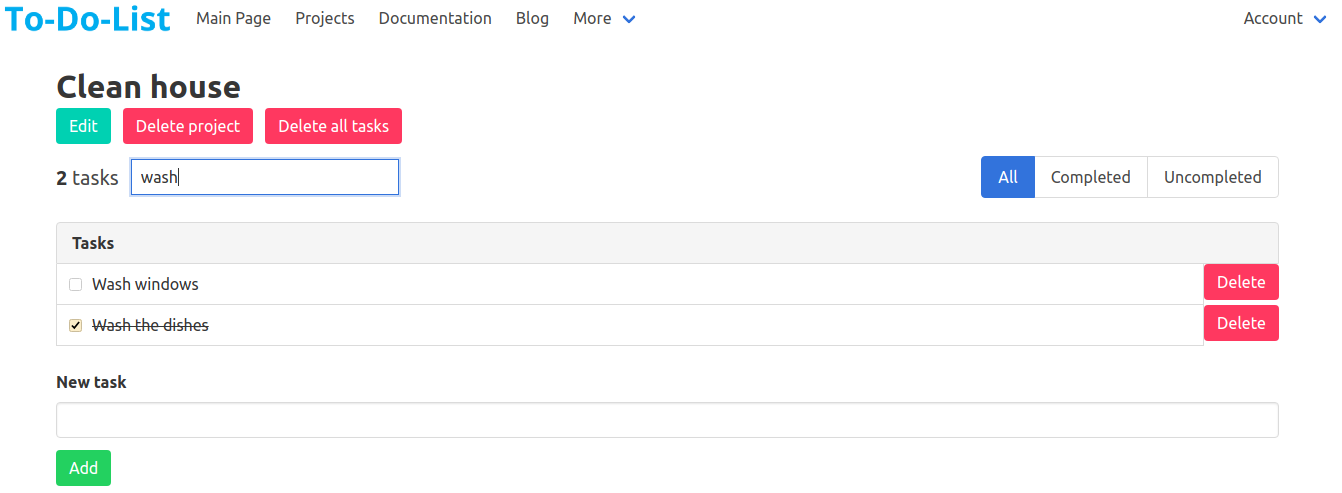 To-Do-List Main Page Projects Documentation Blog More Account
Clean house
Edit Delete project Delete all tasks
2 tasks wash All Completed Uncompleted
Tasks
Wash windows Delete
Wash the dishes Delete
New task
Add